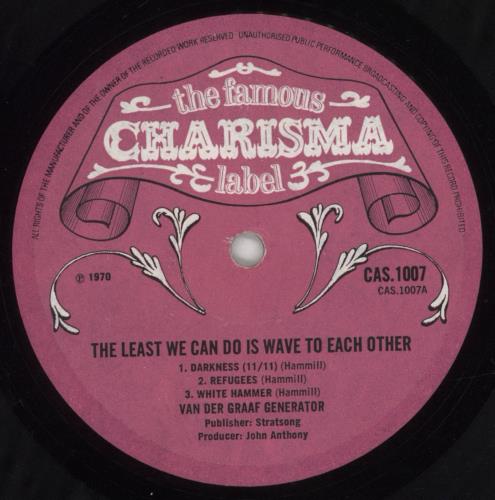 ALL RIGHTS OF THE MANUFACTURER AND OF THE OWNER OF THE RECORDED WORK RESERVED UNAUTHORISED PUBLIC PERFORMANCE BROADCASTING AND COPYING OF THIS RECORD PROHIBITED
the famous
CHARISMA
label
℗ 1970
CAS.1007
CAS.1007A
THE LEAST WE CAN DO IS WAVE TO EACH OTHER
1. DARKNESS (11/11) (Hammill)
2. REFUGEES (Hammill)
3. WHITE HAMMER (Hammill)
VAN DER GRAAF GENERATOR
Publisher: Stratsong
Producer: John Anthony